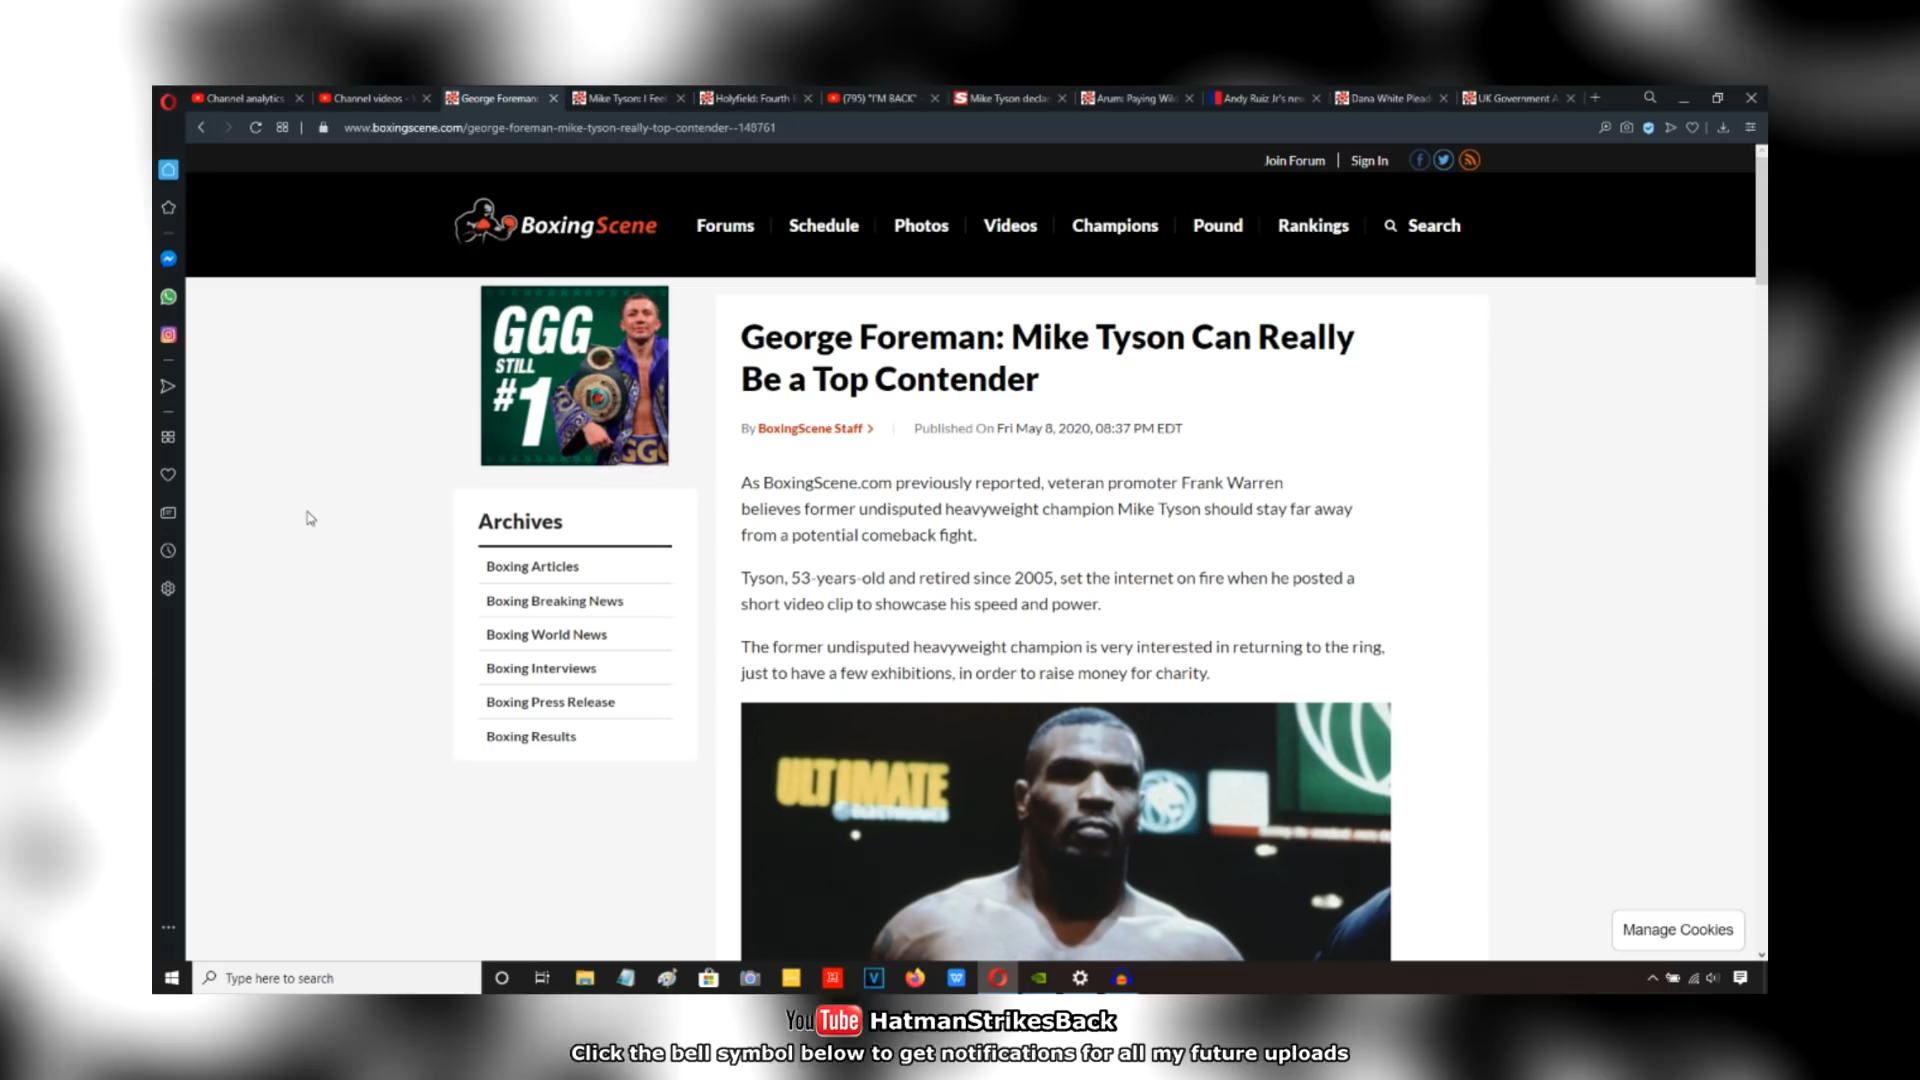 Channel analytics
Channel videos -
George Foreman:
Mike Tyson: I Fee
Holyfield: Fourth
(795) "I'M BACK" -
Mike Tyson decla
Arum: Paying Wil
Andy Ruiz Jr's ne
Dana White Plead
UK Government A
www.boxingscene.com/george-foreman-mike-tyson-really-top-contender--148761
Join Forum | Sign In
BoxingScene
Forums Schedule Photos Videos Champions Pound Rankings Search
GGG
STILL
#1
George Foreman: Mike Tyson Can Really
Be a Top Contender
By BoxingScene Staff > Published On Fri May 8, 2020, 08:37 PM EDT
As BoxingScene.com previously reported, veteran promoter Frank Warren
believes former undisputed heavyweight champion Mike Tyson should stay far away
from a potential comeback fight.
Tyson, 53-years-old and retired since 2005, set the internet on fire when he posted a
short video clip to showcase his speed and power.
The former undisputed heavyweight champion is very interested in returning to the ring,
just to have a few exhibitions, in order to raise money for charity.
Archives
Boxing Articles
Boxing Breaking News
Boxing World News
Boxing Interviews
Boxing Press Release
Boxing Results
ULTIMATE
ELECTRONICS
Manage Cookies
Type here to search
YouTube HatmanStrikesBack
Click the bell symbol below to get notifications for all my future uploads